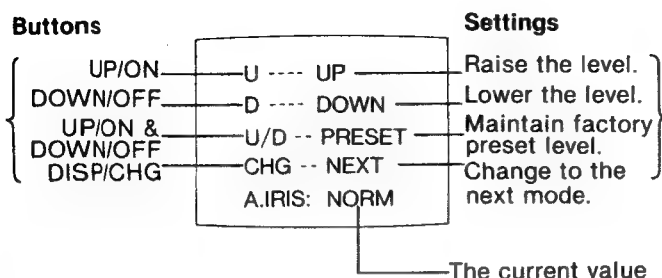 Buttons
Settings
UP/ON
U ---- UP
Raise the level.
DOWN/OFF
D ---- DOWN
Lower the level.
UP/ON &
DOWN/OFF
U/D -- PRESET
Maintain factory
preset level.
DISP/CHG
CHG -- NEXT
Change to the
next mode.
A.IRIS: NORM
The current value